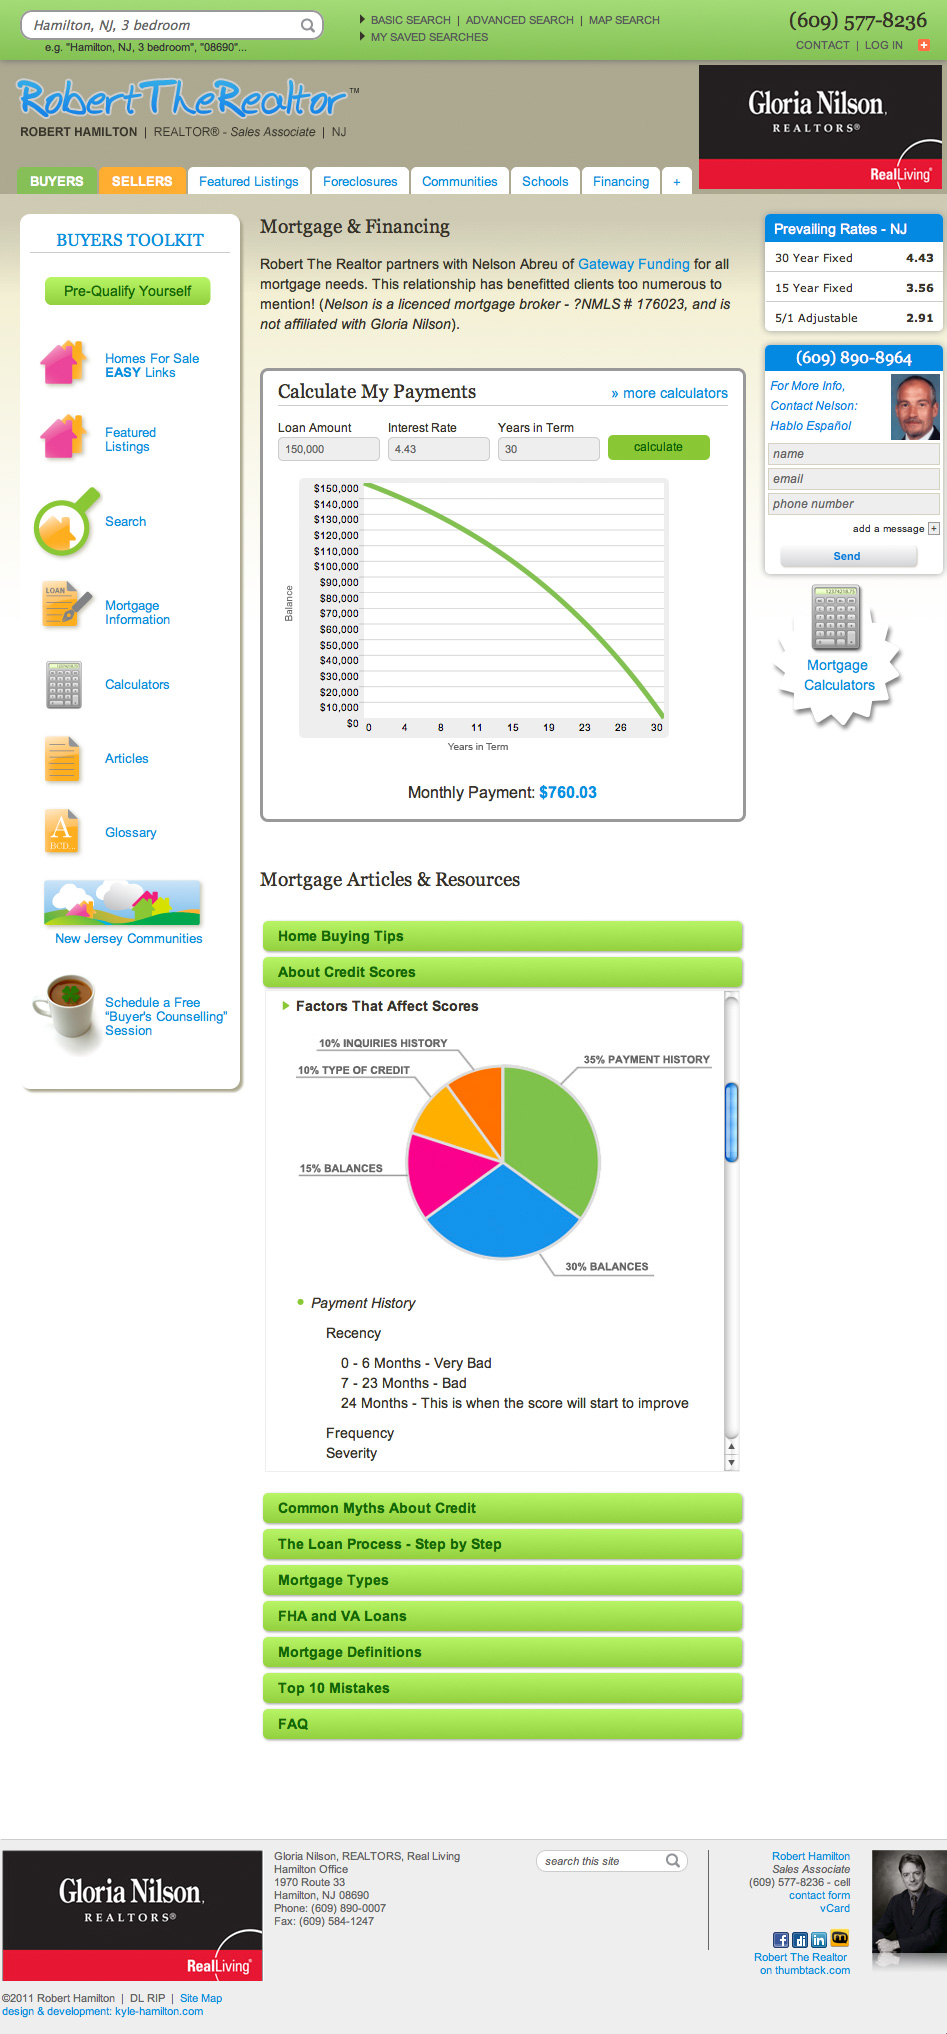 Hamilton, NJ, 3 bedroom
e.g. "Hamilton, NJ, 3 bedroom", "08690"...
BASIC SEARCH | ADVANCED SEARCH | MAP SEARCH
MY SAVED SEARCHES
(609) 577-8236
CONTACT | LOG IN +
RobertTheRealtor™
ROBERT HAMILTON | REALTOR® - Sales Associate | NJ
Gloria Nilson,
REALTORS®
RealLiving®
BUYERS SELLERS Featured Listings Foreclosures Communities Schools Financing +
BUYERS TOOLKIT
Pre-Qualify Yourself
Homes For Sale
EASY Links
Featured
Listings
Search
LOAN
Mortgage
Information
Calculators
Articles
A
BCD...
Glossary
New Jersey Communities
Schedule a Free
“Buyer's Counselling”
Session
Mortgage & Financing
Robert The Realtor partners with Nelson Abreu of Gateway Funding for all
mortgage needs. This relationship has benefitted clients too numerous to
mention! (Nelson is a licenced mortgage broker - ?NMLS # 176023, and is
not affiliated with Gloria Nilson).
Calculate My Payments
» more calculators
Loan Amount Interest Rate Years in Term
150,000 4.43 30 calculate
$150,000
$140,000
$130,000
$120,000
$110,000
$100,000
$90,000
$80,000
$70,000
$60,000
$50,000
$40,000
$30,000
$20,000
$10,000
$0
Balance
0 4 8 11 15 19 23 26 30
Years in Term
Monthly Payment: $760.03
Mortgage Articles & Resources
Home Buying Tips
About Credit Scores
Factors That Affect Scores
10% INQUIRIES HISTORY
35% PAYMENT HISTORY
10% TYPE OF CREDIT
15% BALANCES
30% BALANCES
Payment History
Recency
0 - 6 Months - Very Bad
7 - 23 Months - Bad
24 Months - This is when the score will start to improve
Frequency
Severity
Common Myths About Credit
The Loan Process - Step by Step
Mortgage Types
FHA and VA Loans
Mortgage Definitions
Top 10 Mistakes
FAQ
Prevailing Rates - NJ
30 Year Fixed 4.43
15 Year Fixed 3.56
5/1 Adjustable 2.91
(609) 890-8964
For More Info,
Contact Nelson:
Hablo Español
name
email
phone number
add a message +
Send
Mortgage
Calculators
Gloria Nilson,
REALTORS®
RealLiving®
Gloria Nilson, REALTORS, Real Living
Hamilton Office
1970 Route 33
Hamilton, NJ 08690
Phone: (609) 890-0007
Fax: (609) 584-1247
search this site
Robert Hamilton
Sales Associate
(609) 577-8236 - cell
contact form
vCard
Robert The Realtor
on thumbtack.com
©2011 Robert Hamilton | DL RIP | Site Map
design & development: kyle-hamilton.com